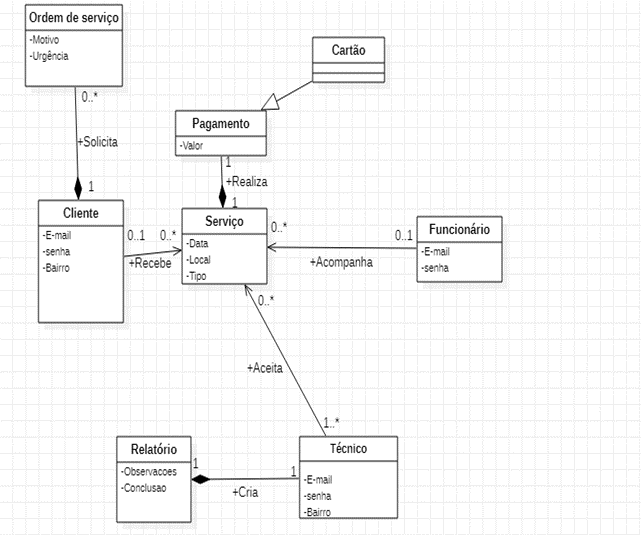 Ordem de serviço
-Motivo
-Urgência
0..*
+Solicita
1
Cartão
Pagamento
-Valor
1
+Realiza
1
Cliente
-E-mail
-senha
-Bairro
0..1
0..*
+Recebe
Serviço
-Data
-Local
-Tipo
0..*
0..1
+Acompanha
Funcionário
-E-mail
-senha
0..*
+Aceita
1..*
Relatório
-Observacoes
-Conclusao
1
1
+Cria
Técnico
-E-mail
-senha
-Bairro